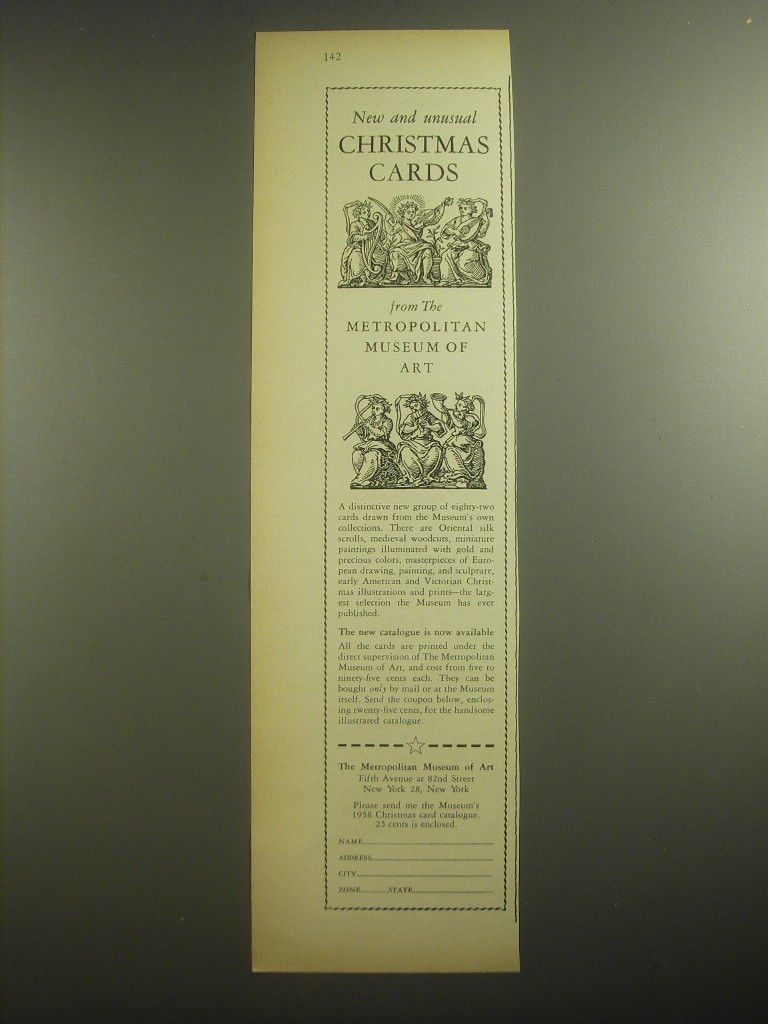 142
New and unusual
CHRISTMAS
CARDS
from The
METROPOLITAN
MUSEUM OF
ART
A distinctive new group of eighty-two
cards drawn from the Museum's own
collections. There are Oriental silk
scrolls, medieval woodcuts, miniature
paintings illuminated with gold and
precious colors, masterpieces of Euro-
pean drawing, painting, and sculpture,
early American and Victorian Christ-
mas illustrations and prints—the larg-
est selection the Museum has ever
published.
The new catalogue is now available
All the cards are printed under the
direct supervision of The Metropolitan
Museum of Art, and cost from five to
ninety-five cents each. They can be
bought only by mail or at the Museum
itself. Send the coupon below, enclos-
ing twenty-five cents, for the handsome
illustrated catalogue.
The Metropolitan Museum of Art
Fifth Avenue at 82nd Street
New York 28, New York
Please send me the Museum's
1958 Christmas card catalogue.
25 cents is enclosed.
NAME
ADDRESS
CITY
ZONE STATE